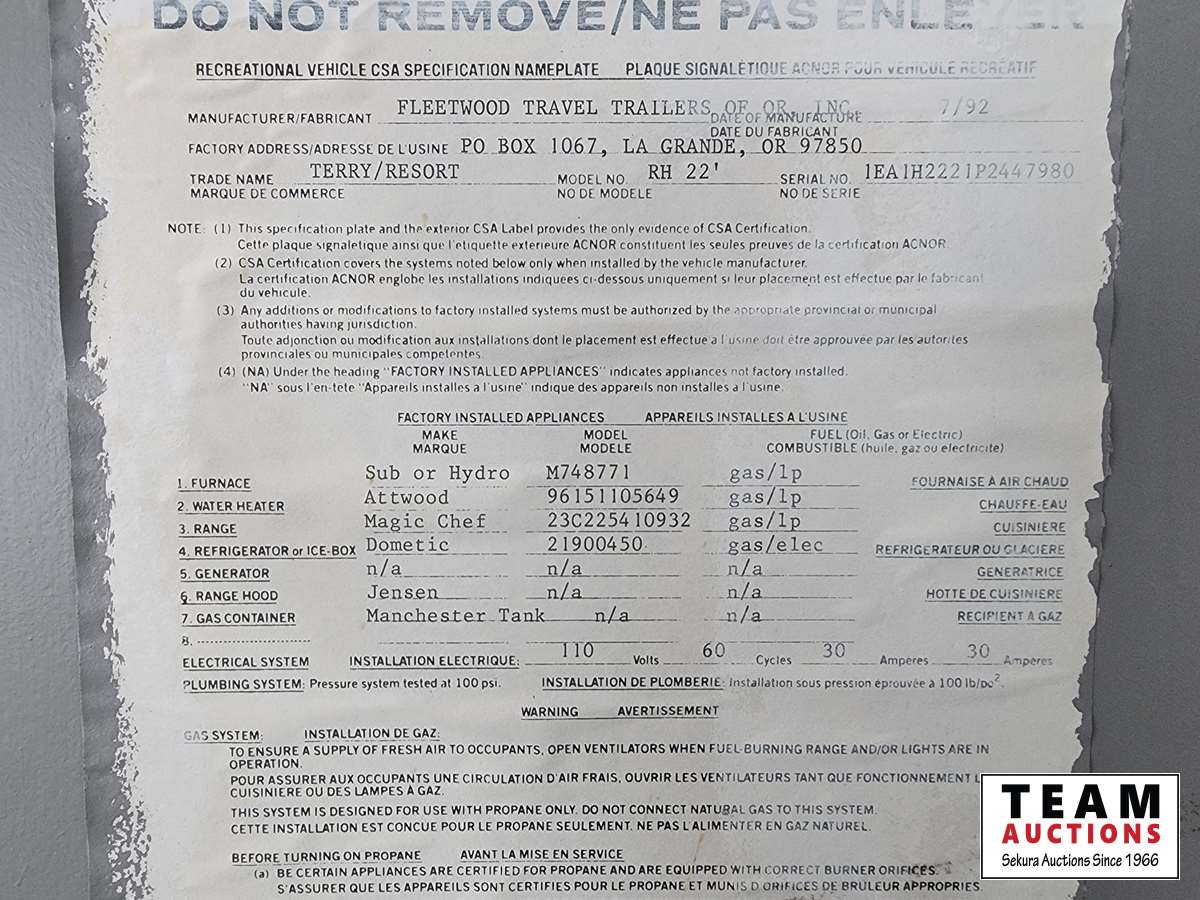 DO NOT REMOVE/NE PAS ENLEVER
RECREATIONAL VEHICLE CSA SPECIFICATION NAMEPLATE PLAQUE SIGNALÉTIQUE ACNOR POUR VEHICULE RECRÉATIF
MANUFACTURER/FABRICANT FLEETWOOD TRAVEL TRAILERS OF OR, INC. DATE OF MANUFACTURE 7/92
DATE DU FABRICANT
FACTORY ADDRESS/ADRESSE DE L'USINE PO BOX 1067, LA GRANDE, OR 97850
TRADE NAME TERRY/RESORT MODEL NO. RH 22' SERIAL NO. 1EA1H2221P2447980
MARQUE DE COMMERCE NO DE MODELE NO DE SERIE
NOTE: (1) This specification plate and the exterior CSA Label provides the only evidence of CSA Certification.
Cette plaque signaletique ainsi que l'etiquette exterieure ACNOR constituent les seules preuves de la certification ACNOR.
(2) CSA Certification covers the systems noted below only when installed by the vehicle manufacturer.
La certification ACNOR englobe les installations indiquees ci-dessous uniquement si leur placement est effectue par le fabricant
du vehicule.
(3) Any additions or modifications to factory installed systems must be authorized by the appropriate provincial or municipal
authorities having jurisdiction.
Toute adjonction ou modification aux installations dont le placement est effectue a l'usine doit être approuvée par les autorites
provinciales ou municipales competentes.
(4) (NA) Under the heading "FACTORY INSTALLED APPLIANCES" indicates appliances not factory installed.
"NA" sous l'en-tete "Appareils installes a l'usine" indique des appareils non installes a l'usine.
FACTORY INSTALLED APPLIANCES APPAREILS INSTALLES A L'USINE
MAKE MODEL FUEL (Oil, Gas or Electric)
MARQUE MODELE COMBUSTIBLE (huile, gaz ou electricite)
1. FURNACE Sub or Hydro M748771 gas/lp FOURNAISE À AIR CHAUD
2. WATER HEATER Attwood 96151105649 gas/lp CHAUFFE-EAU
3. RANGE Magic Chef 23C225410932 gas/lp CUISINIERE
4. REFRIGERATOR or ICE-BOX Dometic 21900450 gas/elec REFRIGERATEUR OU GLACIERE
5. GENERATOR n/a n/a n/a GENERATRICE
6. RANGE HOOD Jensen n/a n/a HOTTE DE CUISINIERE
7. GAS CONTAINER Manchester Tank n/a n/a RECIPIENT A GAZ
8.
ELECTRICAL SYSTEM INSTALLATION ELECTRIQUE: 110 Volts 60 Cycles 30 Amperes 30 Amperes
PLUMBING SYSTEM: Pressure system tested at 100 psi. INSTALLATION DE PLOMBERIE: Installation sous pression éprouvée à 100 lb/po².
WARNING AVERTISSEMENT
GAS SYSTEM: INSTALLATION DE GAZ:
TO ENSURE A SUPPLY OF FRESH AIR TO OCCUPANTS, OPEN VENTILATORS WHEN FUEL-BURNING RANGE AND/OR LIGHTS ARE IN
OPERATION.
POUR ASSURER AUX OCCUPANTS UNE CIRCULATION D'AIR FRAIS, OUVRIR LES VENTILATEURS TANT QUE FONCTIONNEMENT
CUISINIERE OU DES LAMPES À GAZ.
THIS SYSTEM IS DESIGNED FOR USE WITH PROPANE ONLY. DO NOT CONNECT NATURAL GAS TO THIS SYSTEM.
CETTE INSTALLATION EST CONCUE POUR LE PROPANE SEULEMENT. NE PAS L'ALIMENTER EN GAZ NATUREL.
BEFORE TURNING ON PROPANE AVANT LA MISE EN SERVICE
(a) BE CERTAIN APPLIANCES ARE CERTIFIED FOR PROPANE AND ARE EQUIPPED WITH CORRECT BURNER ORIFICES.
S'ASSURER QUE LES APPAREILS SONT CERTIFIES POUR LE PROPANE ET MUNIS D'ORIFICES DE BRULEUR APPROPRIES.
TEAM
AUCTIONS
Sekura Auctions Since 1966